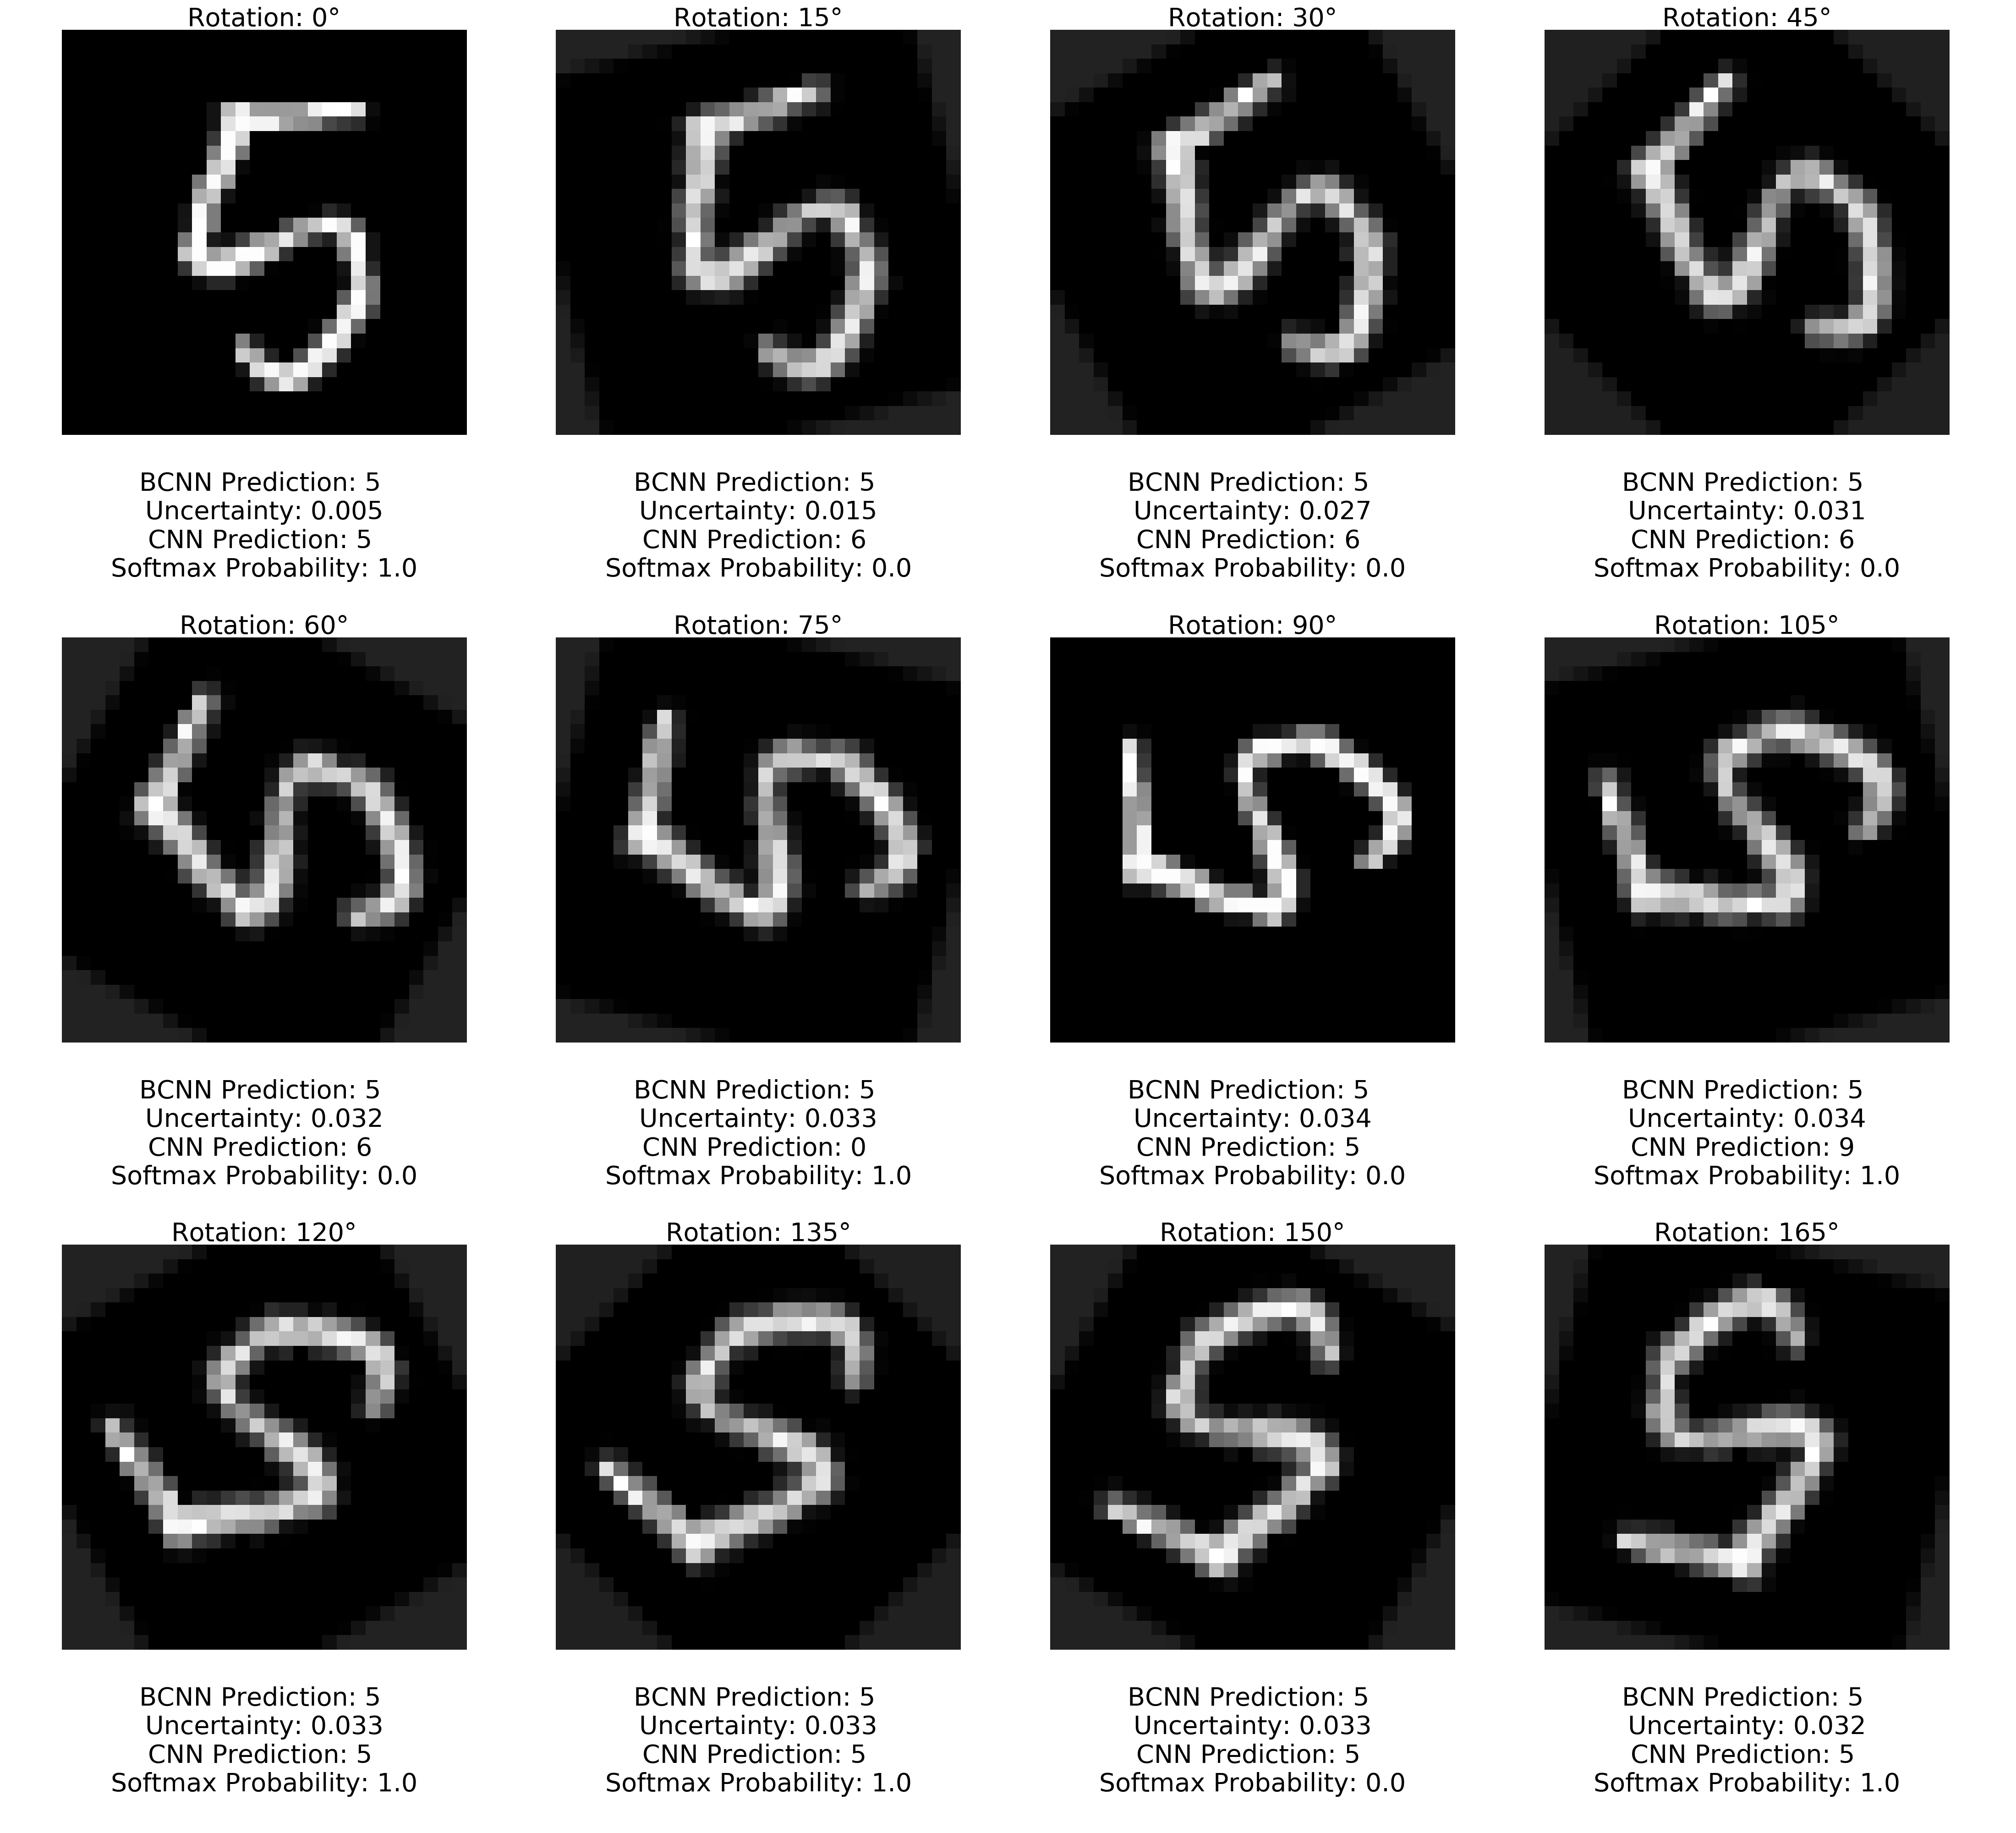 Rotation: 0°
BCNN Prediction: 5
Uncertainty: 0.005
CNN Prediction: 5
Softmax Probability: 1.0
Rotation: 15°
BCNN Prediction: 5
Uncertainty: 0.015
CNN Prediction: 6
Softmax Probability: 0.0
Rotation: 30°
BCNN Prediction: 5
Uncertainty: 0.027
CNN Prediction: 6
Softmax Probability: 0.0
Rotation: 45°
BCNN Prediction: 5
Uncertainty: 0.031
CNN Prediction: 6
Softmax Probability: 0.0
Rotation: 60°
BCNN Prediction: 5
Uncertainty: 0.032
CNN Prediction: 6
Softmax Probability: 0.0
Rotation: 75°
BCNN Prediction: 5
Uncertainty: 0.033
CNN Prediction: 0
Softmax Probability: 1.0
Rotation: 90°
BCNN Prediction: 5
Uncertainty: 0.034
CNN Prediction: 5
Softmax Probability: 0.0
Rotation: 105°
BCNN Prediction: 5
Uncertainty: 0.034
CNN Prediction: 9
Softmax Probability: 1.0
Rotation: 120°
BCNN Prediction: 5
Uncertainty: 0.033
CNN Prediction: 5
Softmax Probability: 1.0
Rotation: 135°
BCNN Prediction: 5
Uncertainty: 0.033
CNN Prediction: 5
Softmax Probability: 1.0
Rotation: 150°
BCNN Prediction: 5
Uncertainty: 0.033
CNN Prediction: 5
Softmax Probability: 0.0
Rotation: 165°
BCNN Prediction: 5
Uncertainty: 0.032
CNN Prediction: 5
Softmax Probability: 1.0